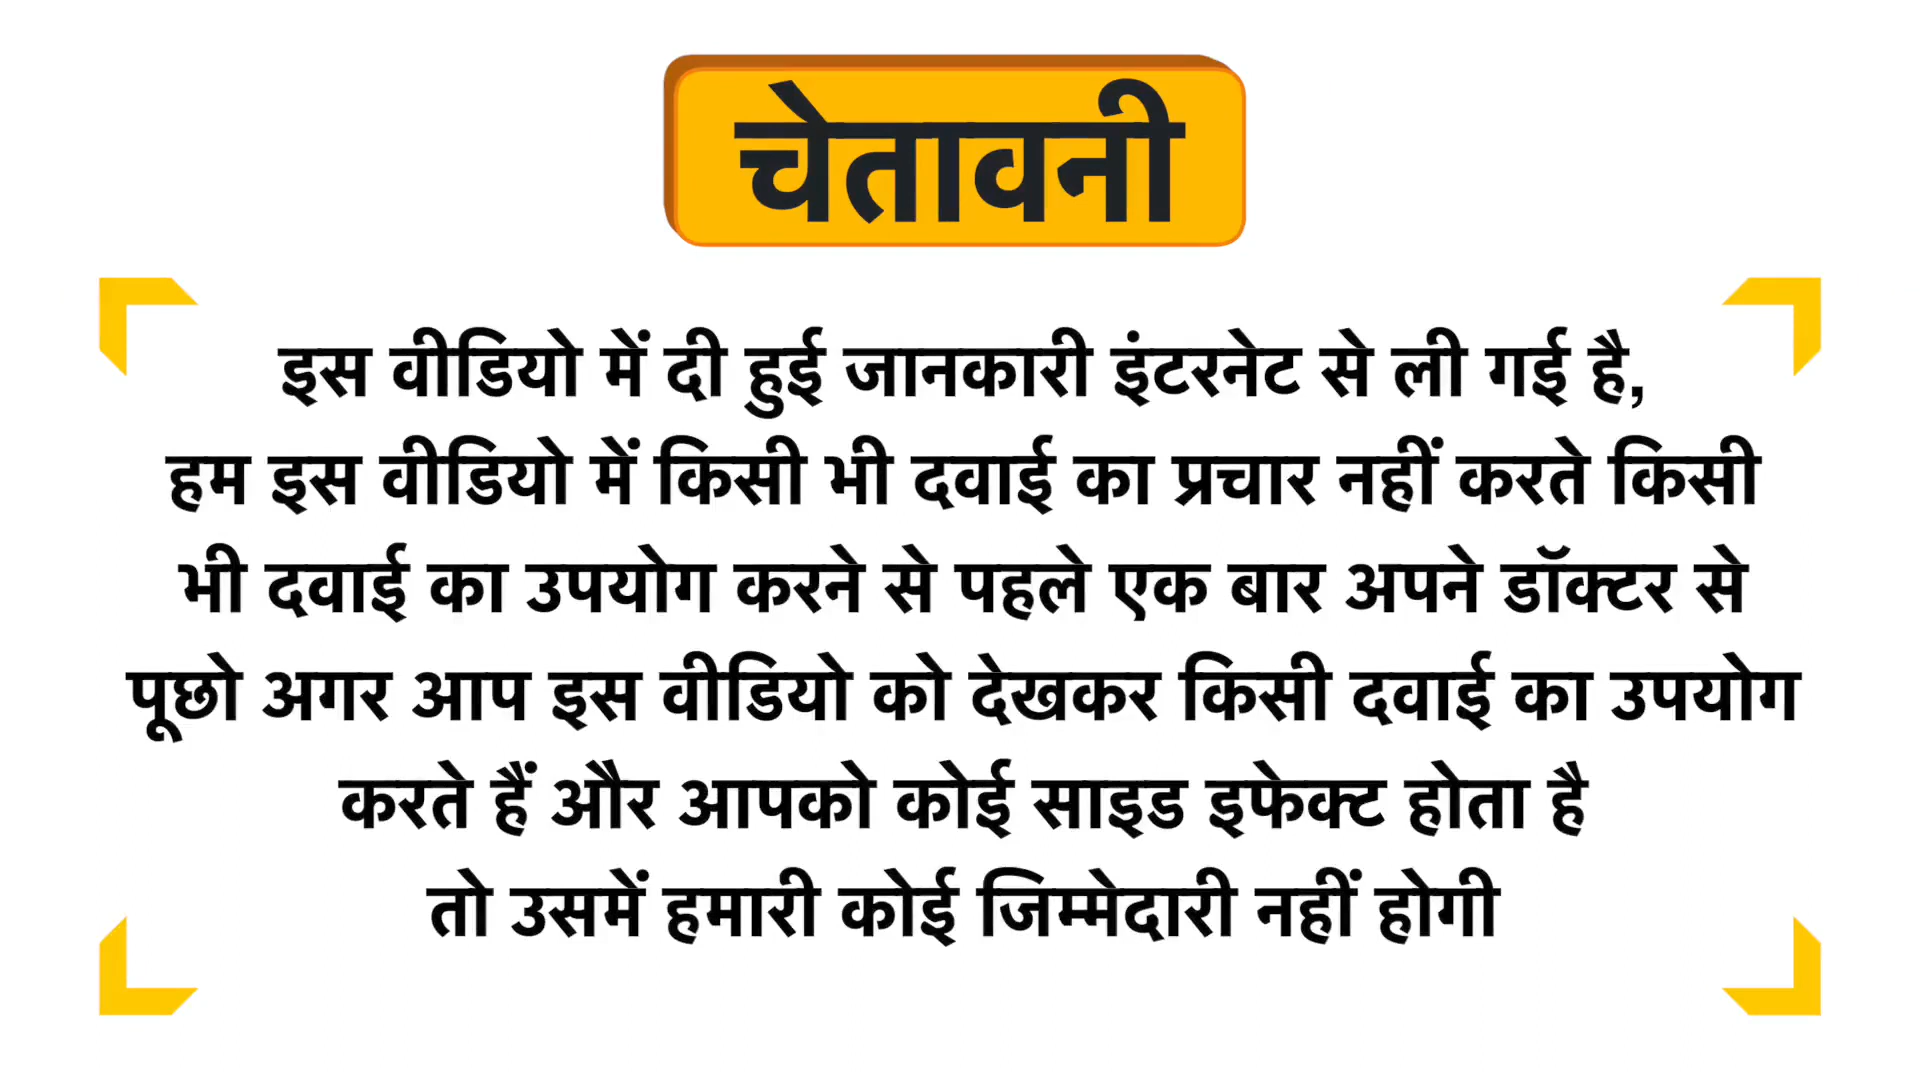 चेतावनी
इस वीडियो में दी हुई जानकारी इंटरनेट से ली गई है,
हम इस वीडियो में किसी भी दवाई का प्रचार नहीं करते किसी
भी दवाई का उपयोग करने से पहले एक बार अपने डॉक्टर से
पूछो अगर आप इस वीडियो को देखकर किसी दवाई का उपयोग
करते हैं और आपको कोई साइड इफेक्ट होता है
तो उसमें हमारी कोई जिम्मेदारी नहीं होगी